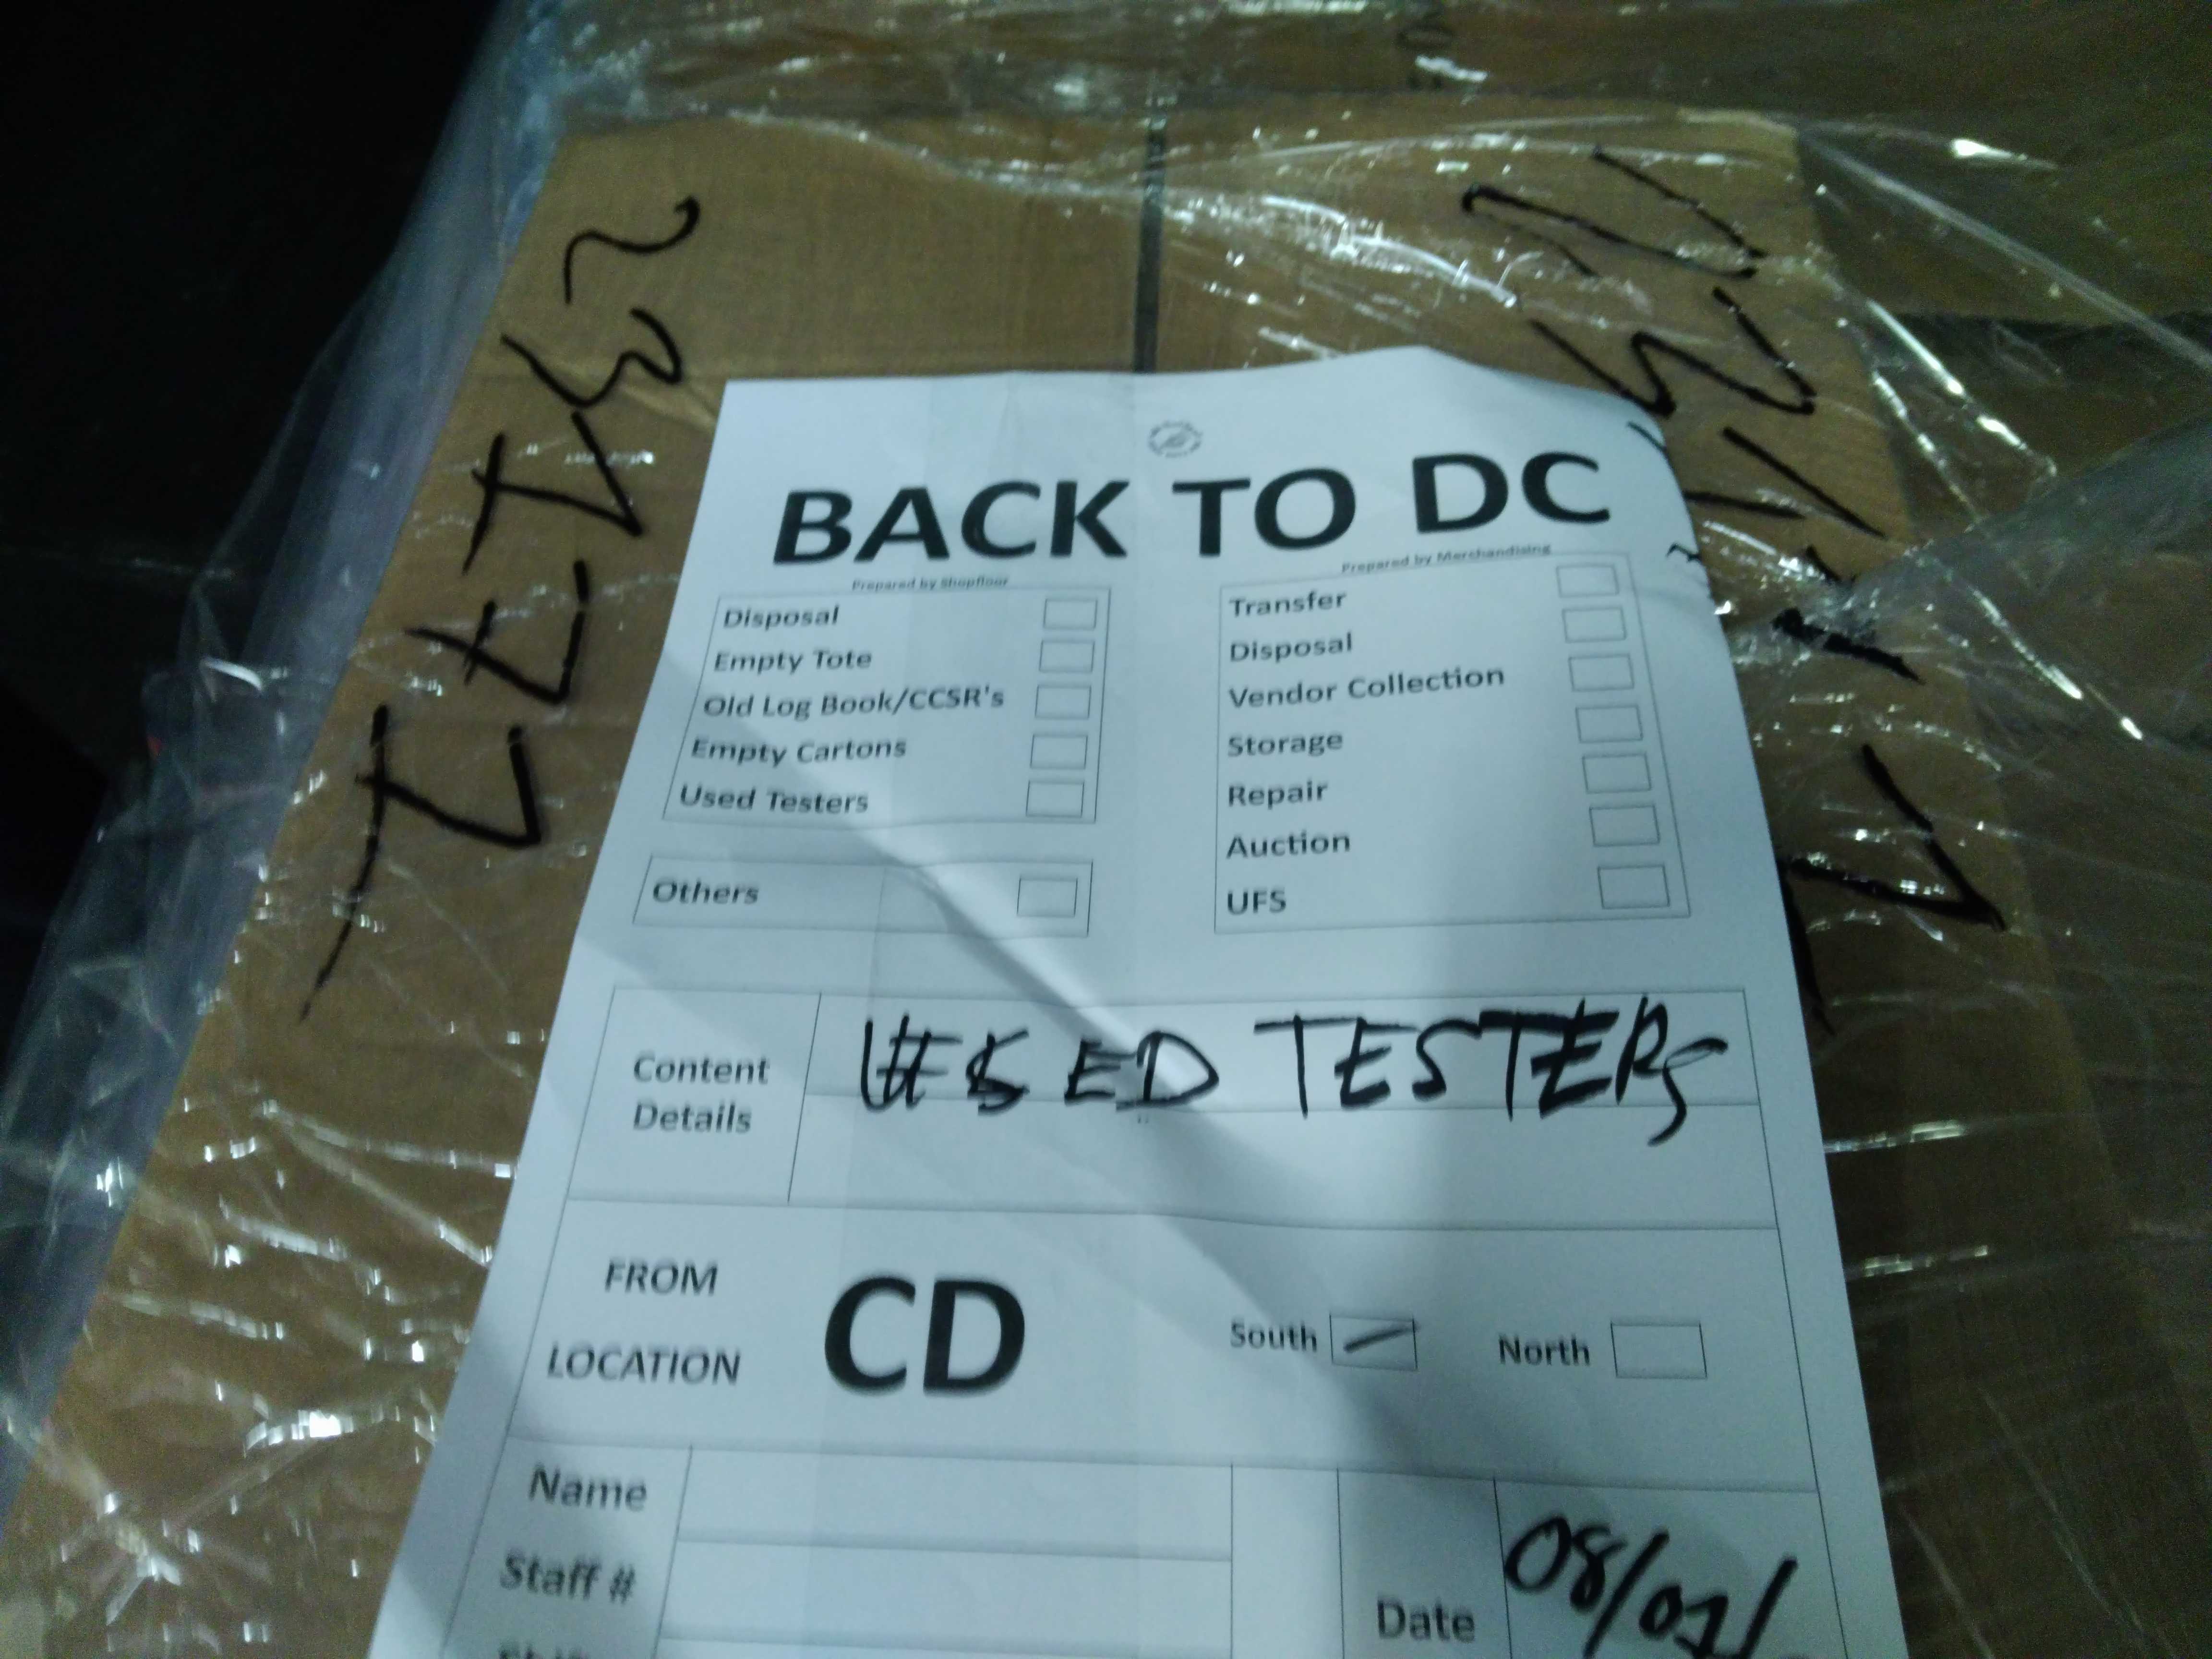 BACK TO DC
Prepared by Shopfloor
Prepared by Merchandising
Disposal
Empty Tote
Old Log Book/CCSR's
Empty Cartons
Used Testers
Others
Transfer
Disposal
Vendor Collection
Storage
Repair
Auction
UFS
Content
Details
USED TESTERS
FROM
LOCATION
CD
South
North
Name
Staff #
Date
08/01/